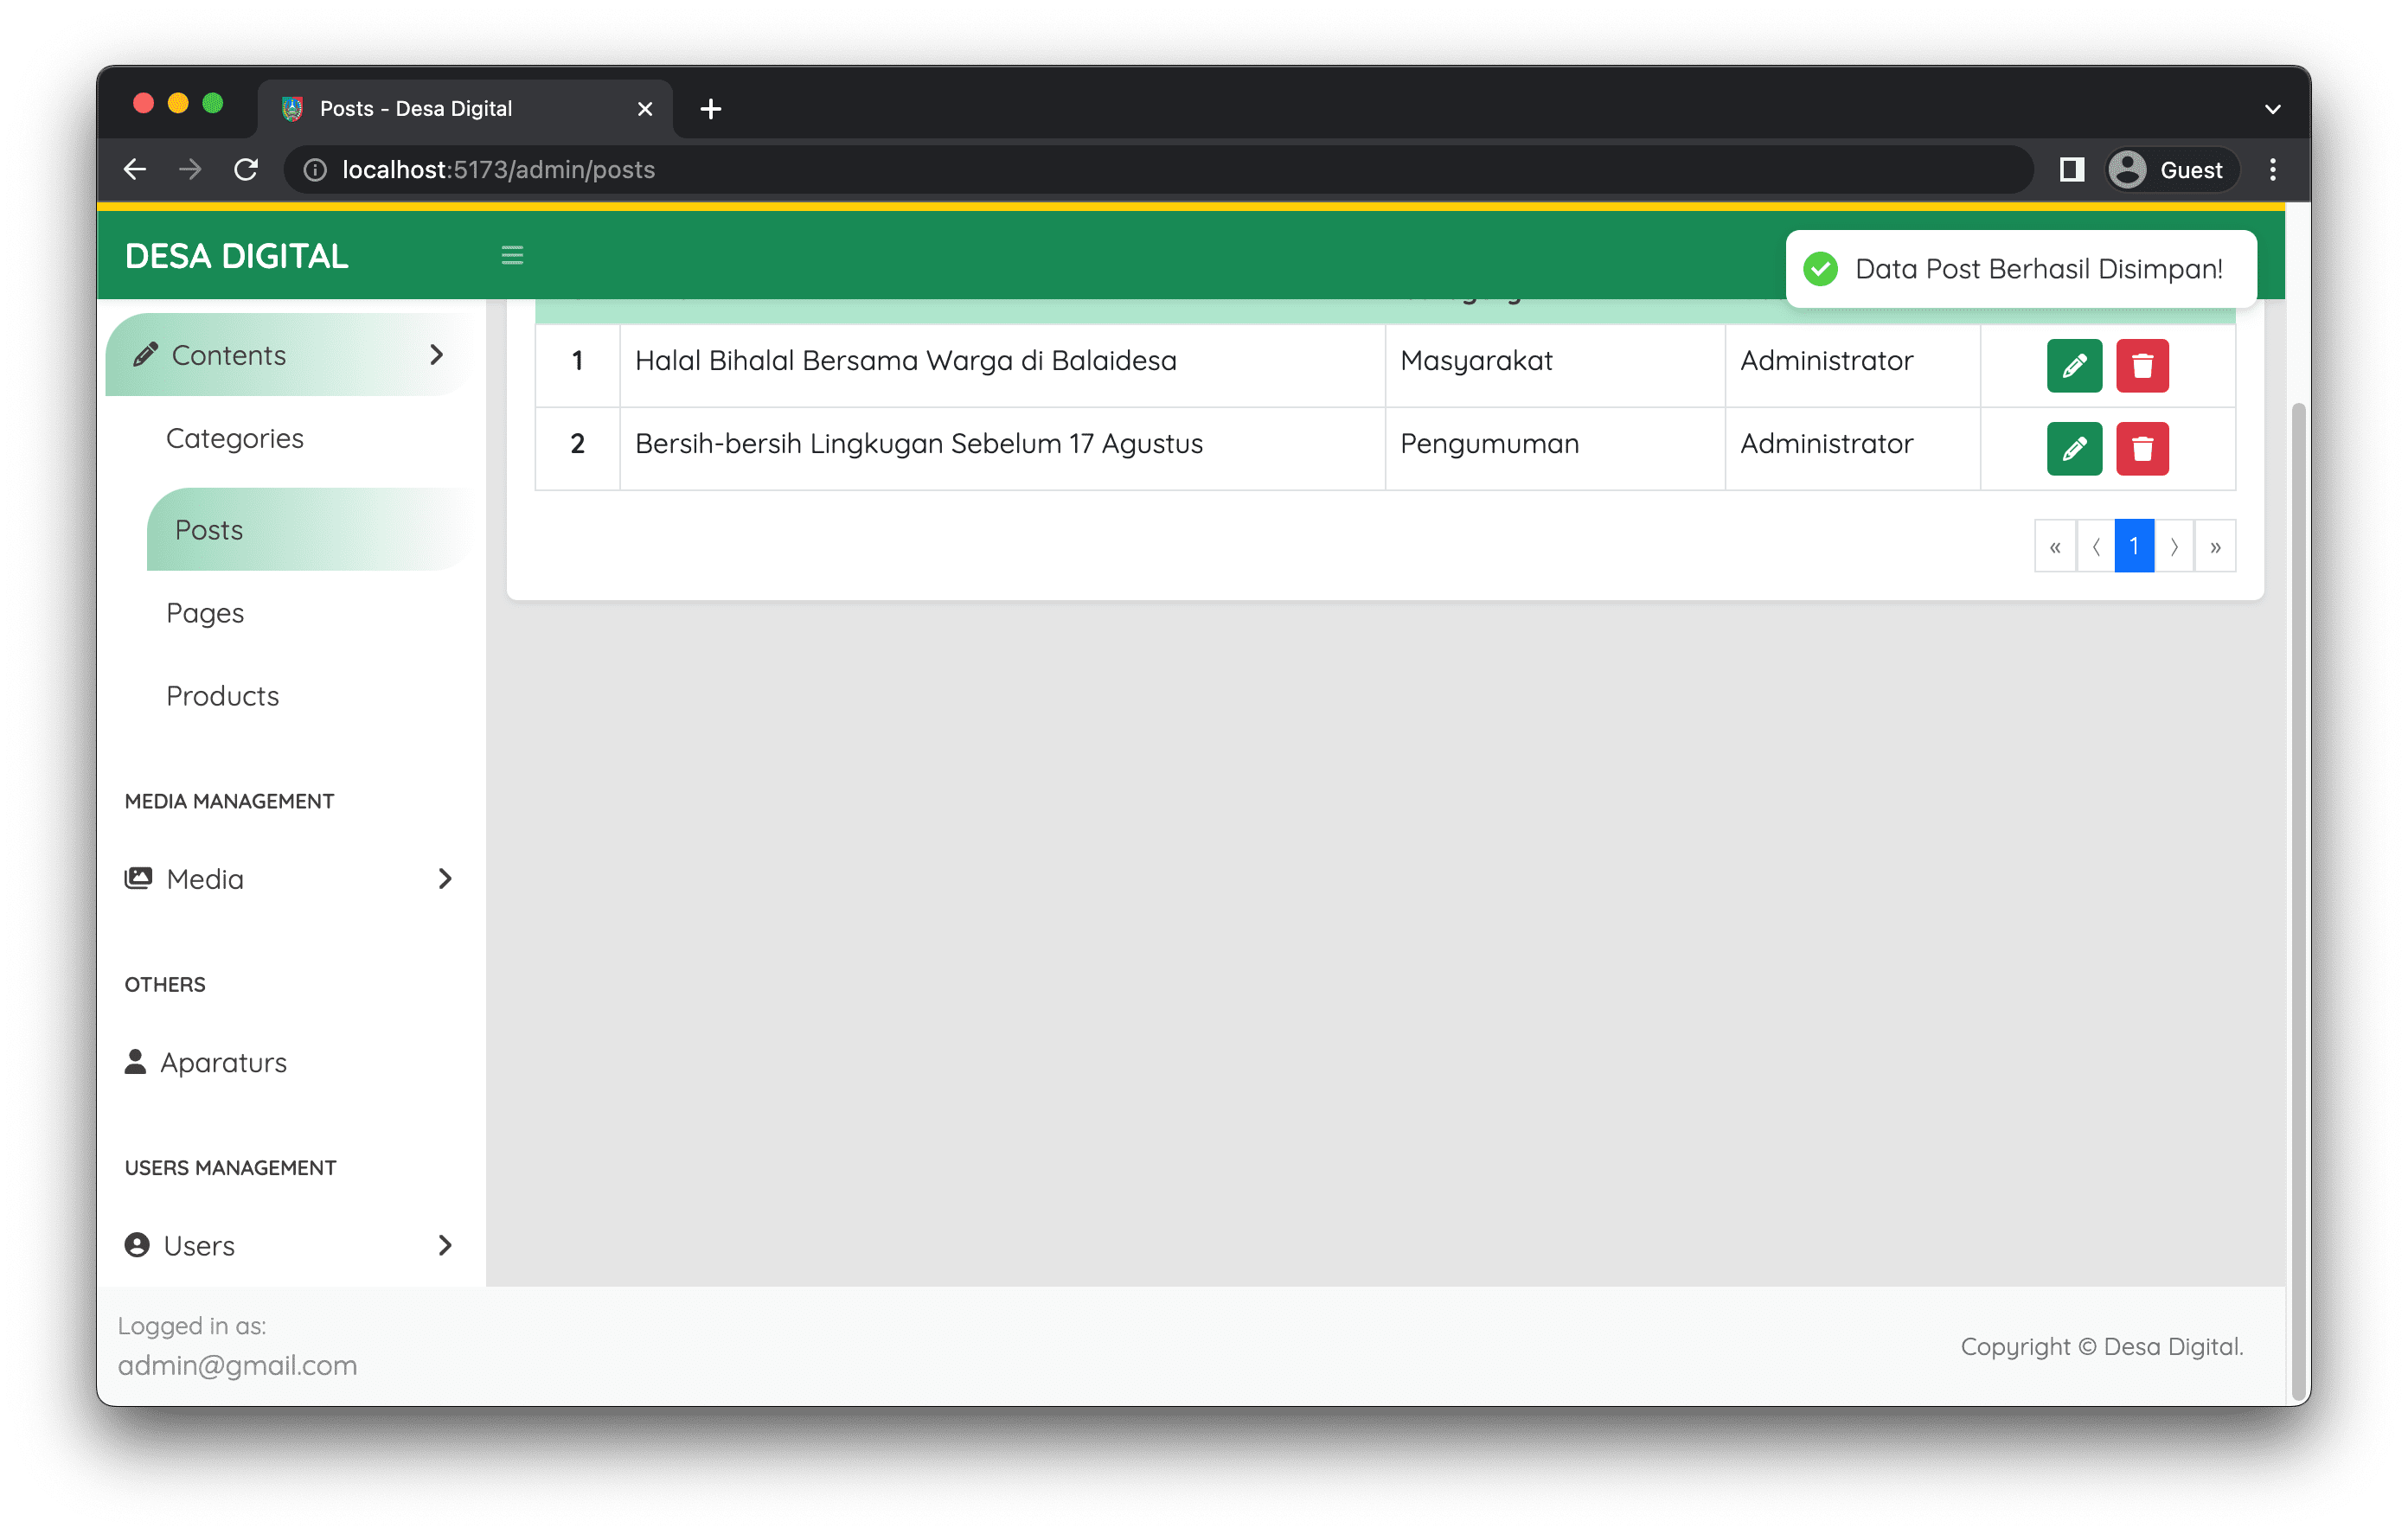 Posts - Desa Digital
localhost:5173/admin/posts
Guest
DESA DIGITAL
Data Post Berhasil Disimpan!
Contents
Categories
Posts
Pages
Products
MEDIA MANAGEMENT
Media
OTHERS
Aparaturs
USERS MANAGEMENT
Users
1 Halal Bihalal Bersama Warga di Balaidesa Masyarakat Administrator
2 Bersih-bersih Lingkugan Sebelum 17 Agustus Pengumuman Administrator
« ‹ 1 › »
Logged in as:
admin@gmail.com
Copyright © Desa Digital.